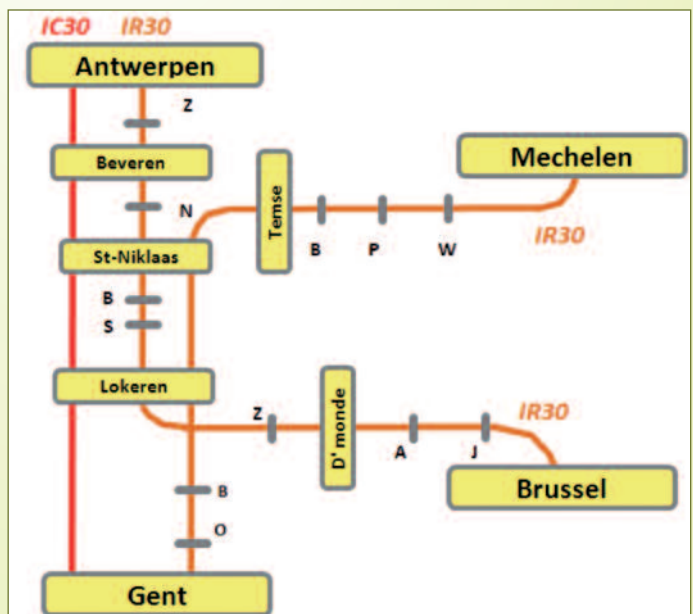 IC30 IR30
Antwerpen
Z
Beveren
Mechelen
N
Temse
IR30
B P W
St-Niklaas
B
S
Lokeren
Z
D'monde
IR30
A J
Brussel
B
O
Gent